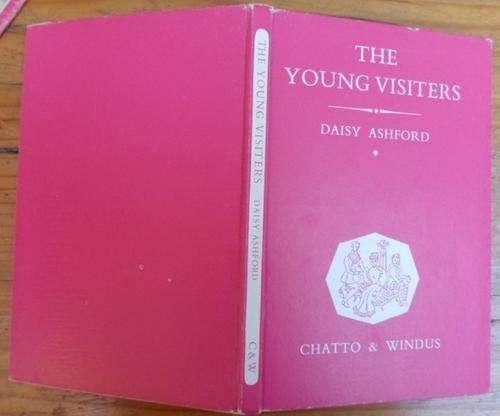 THE YOUNG VISITERS DAISY ASHFORD C & W
THE
YOUNG VISITERS
DAISY ASHFORD
CHATTO & WINDUS